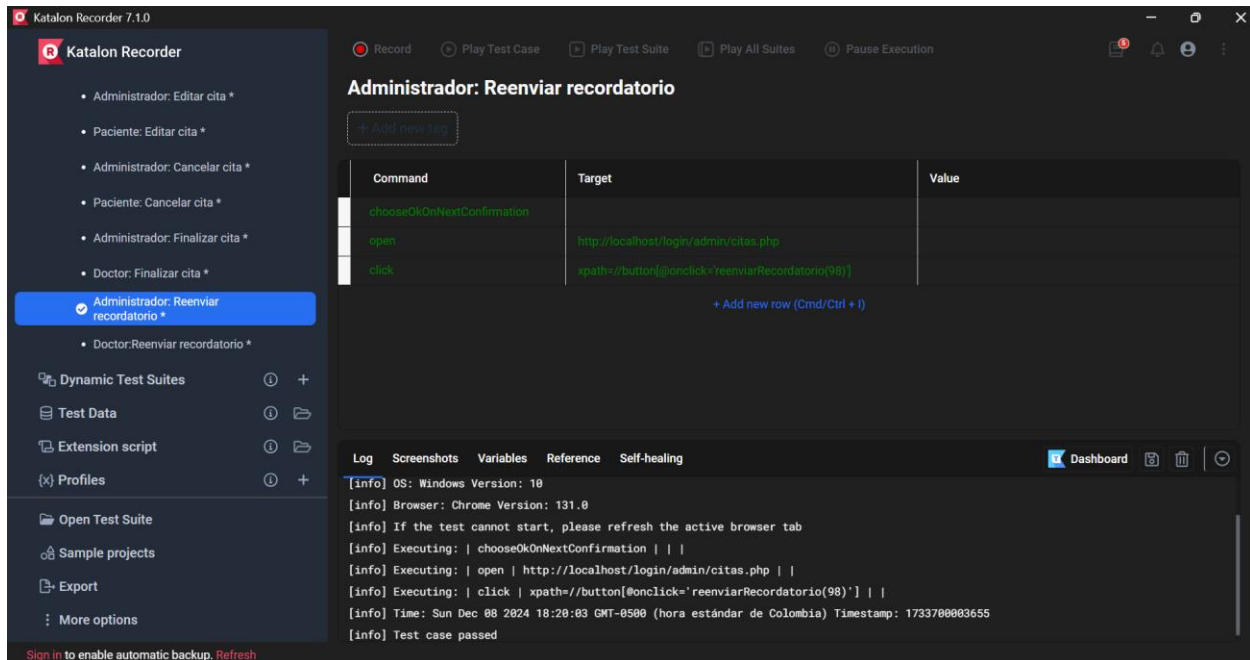 Katalon Recorder 7.1.0
Katalon Recorder
Record Play Test Case Play Test Suite Play All Suites Pause Execution
Administrador: Reenviar recordatorio
+ Add new tag
• Administrador: Editar cita *
• Paciente: Editar cita *
• Administrador: Cancelar cita *
• Paciente: Cancelar cita *
• Administrador: Finalizar cita *
• Doctor: Finalizar cita *
Administrador: Reenviar
recordatorio *
• Doctor:Reenviar recordatorio *
Dynamic Test Suites
Test Data
Extension script
{x} Profiles
Open Test Suite
Sample projects
Export
More options
Sign in to enable automatic backup. Refresh
Command Target Value
chooseOkOnNextConfirmation
open http://localhost/login/admin/citas.php
click xpath=//button[@onclick='reenviarRecordatorio(98)']
+ Add new row (Cmd/Ctrl + I)
Log Screenshots Variables Reference Self-healing Dashboard
[info] OS: Windows Version: 10
[info] Browser: Chrome Version: 131.0
[info] If the test cannot start, please refresh the active browser tab
[info] Executing: | chooseOkOnNextConfirmation | | |
[info] Executing: | open | http://localhost/login/admin/citas.php | |
[info] Executing: | click | xpath=//button[@onclick='reenviarRecordatorio(98)'] | |
[info] Time: Sun Dec 08 2024 18:20:03 GMT-0500 (hora estándar de Colombia) Timestamp: 1733700003655
[info] Test case passed